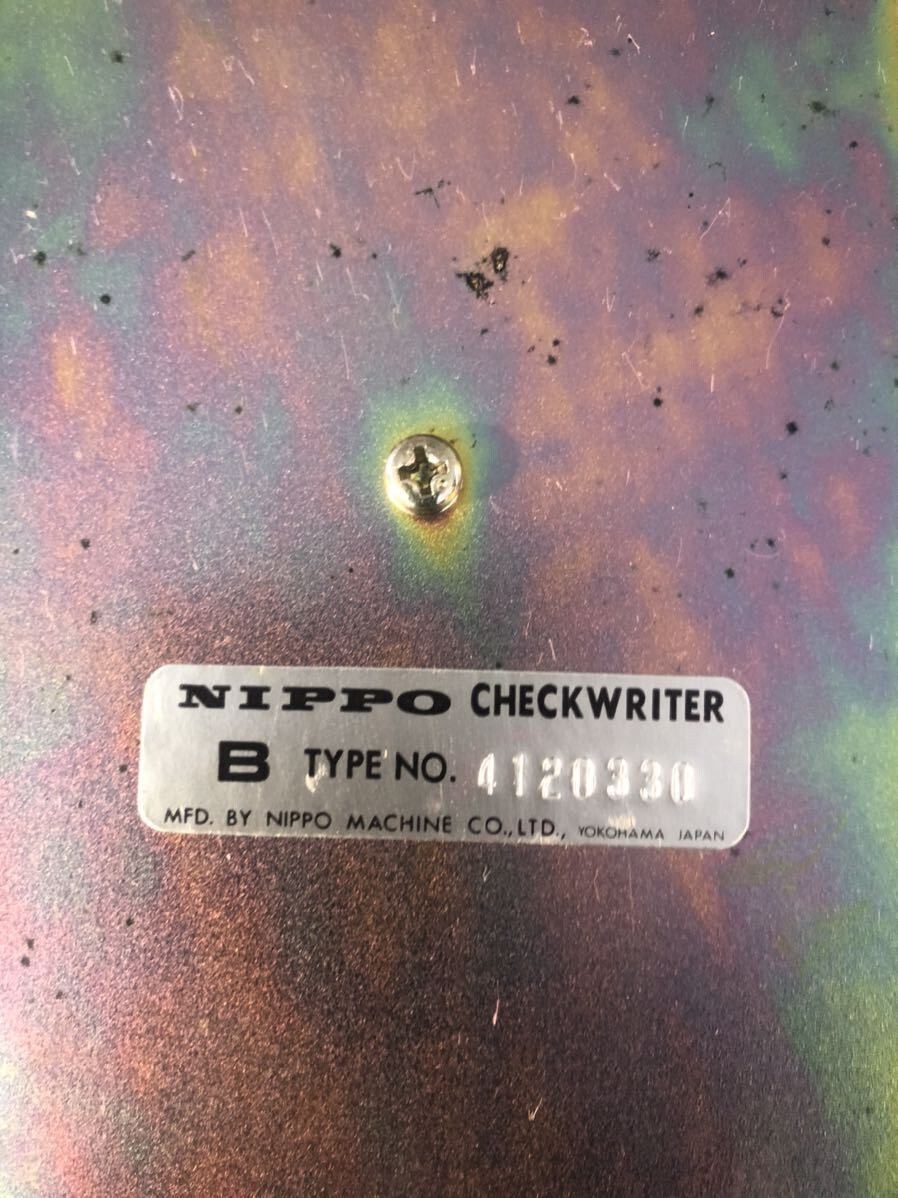 NIPPO CHECKWRITER
B TYPE NO. 4120330
MFD. BY NIPPO MACHINE CO.,LTD., YOKOHAMA JAPAN